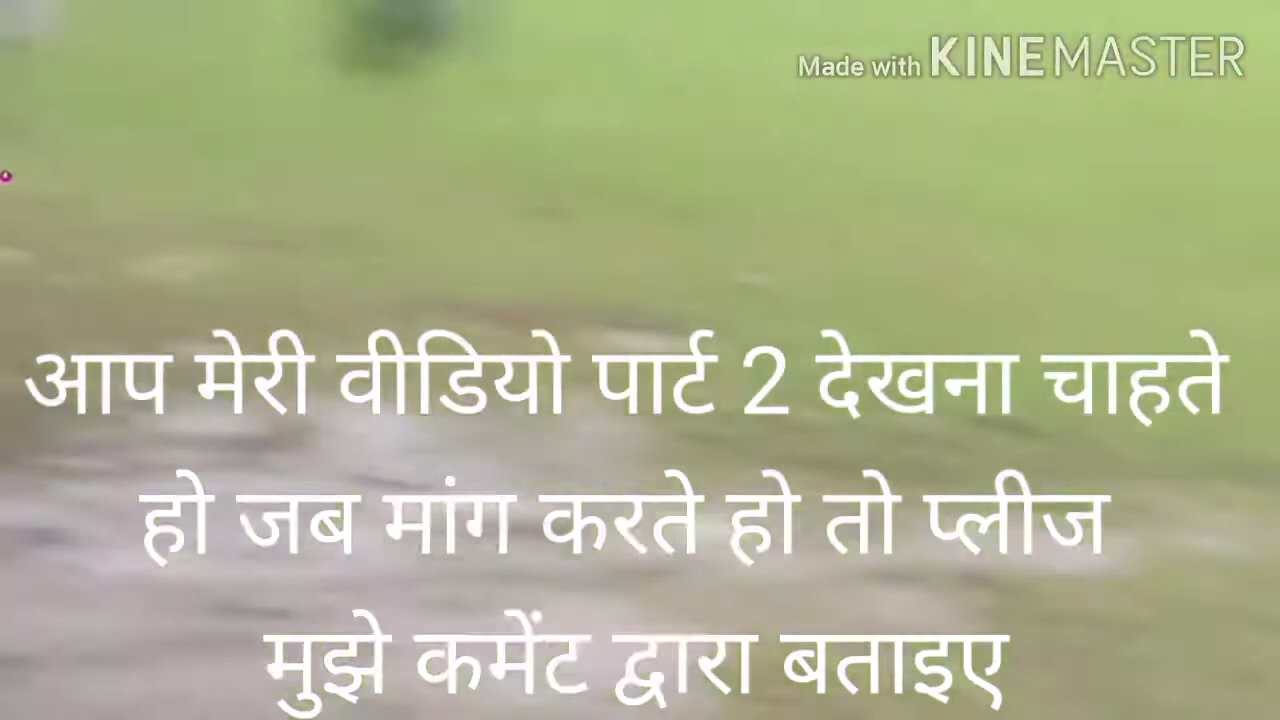 Made with KINEMASTER
आप मेरी वीडियो पार्ट 2 देखना चाहते
हो जब मांग करते हो तो प्लीज
मुझे कमेंट द्वारा बताइए